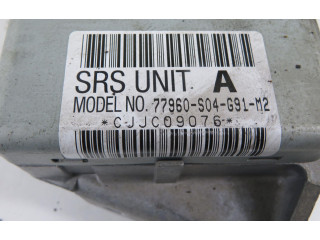 SRS UNIT. A
MODEL NO. 77960-S04-G91-M2
*CJJC09076*